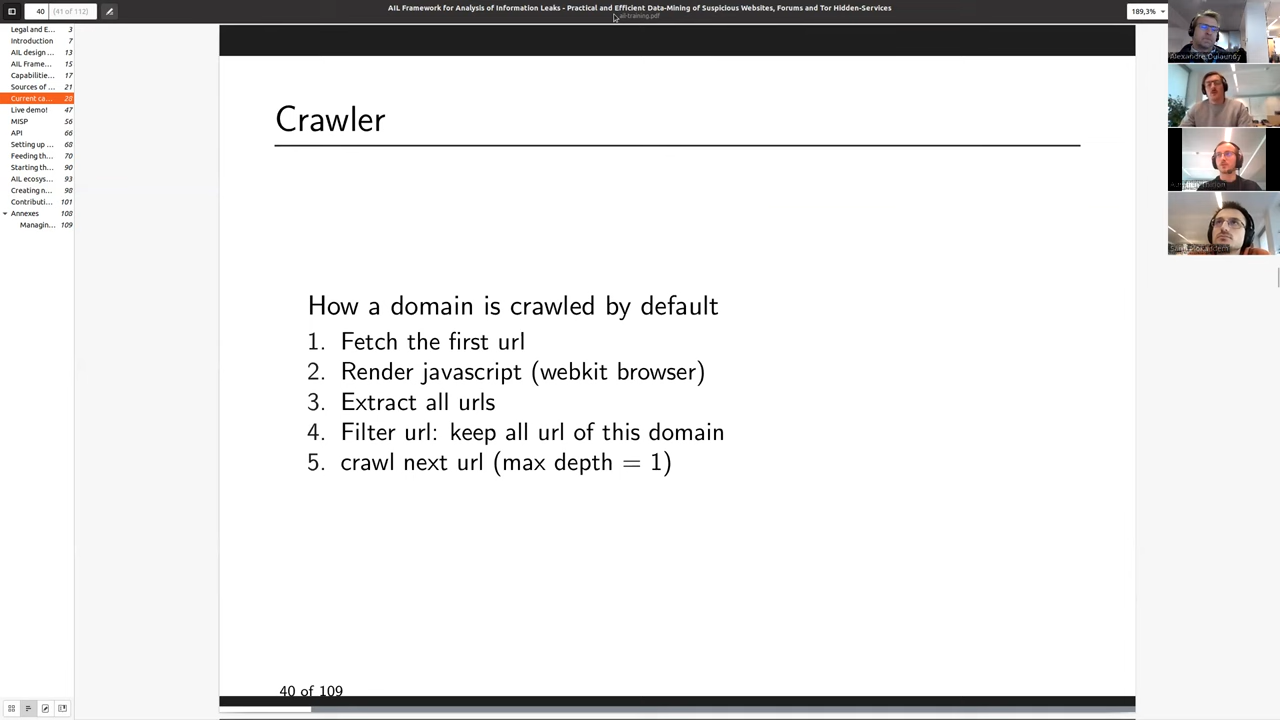 40 (41 of 112)
AIL Framework for Analysis of Information Leaks - Practical and Efficient Data-Mining of Suspicious Websites, Forums and Tor Hidden-Services
ail-training.pdf
189,3%
Legal and E... 3
Introduction 7
AIL design ... 13
AIL Frame... 15
Capabilitie... 17
Sources of ... 21
Current ca... 28
Live demo! 47
MISP 56
API 66
Setting up ... 68
Feeding th... 70
Starting th... 90
AIL ecosys... 93
Creating n... 98
Contributi... 101
Annexes 108
Managin... 109
Crawler
How a domain is crawled by default
1. Fetch the first url
2. Render javascript (webkit browser)
3. Extract all urls
4. Filter url: keep all url of this domain
5. crawl next url (max depth = 1)
40 of 109
Alexandre Dulaunoy